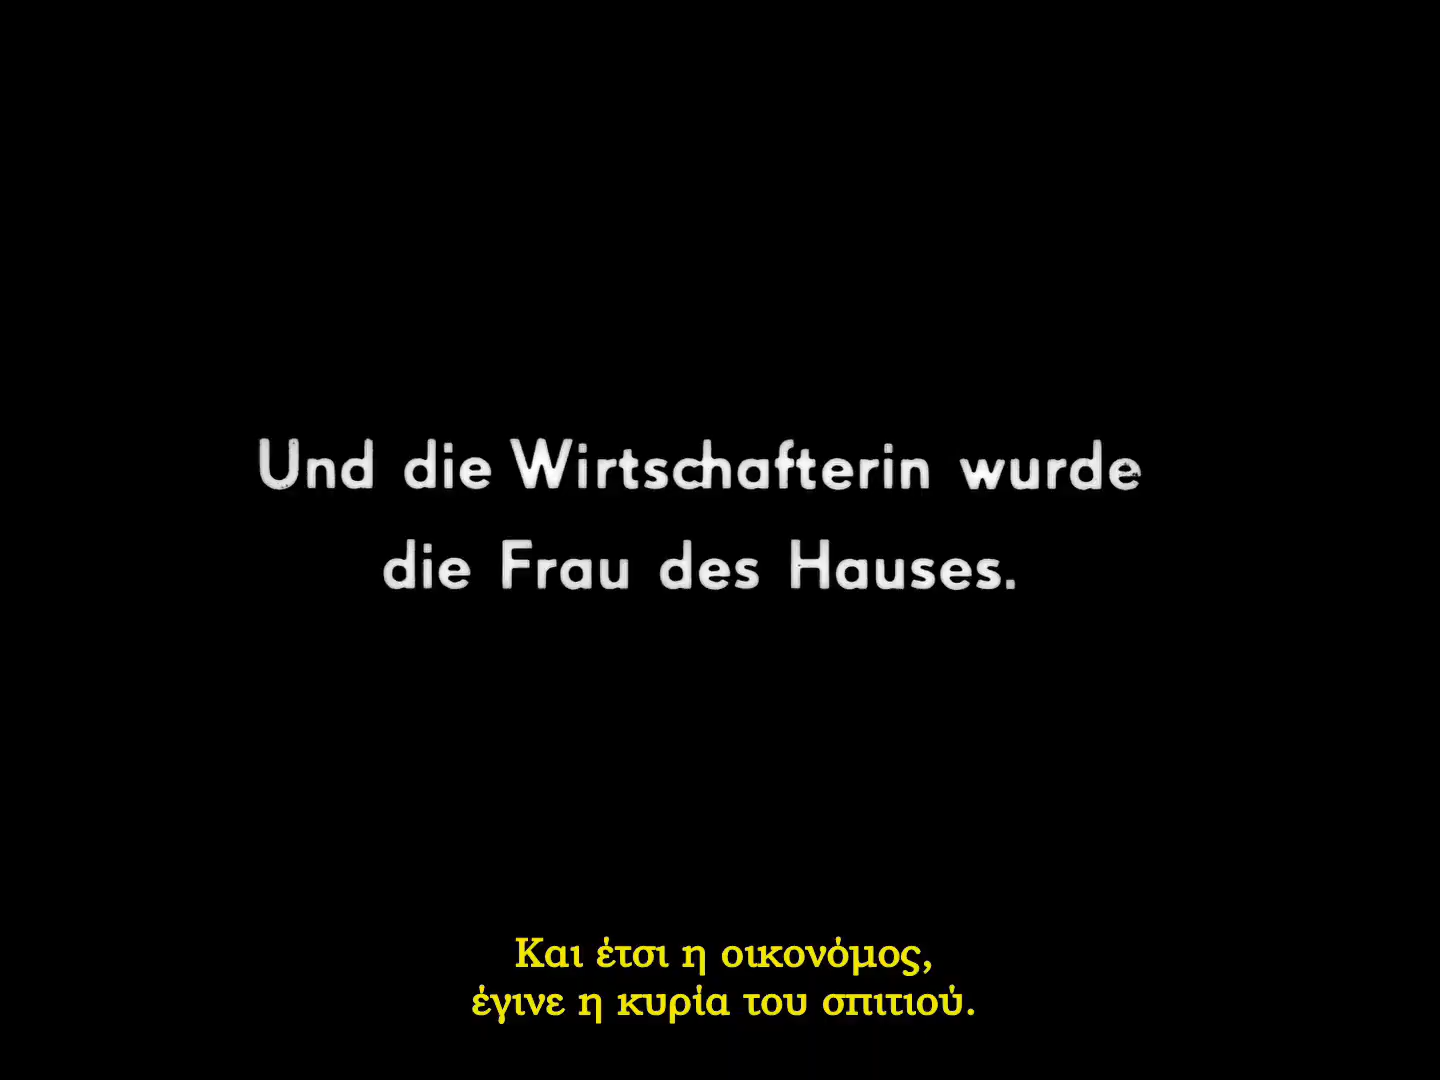 Und die Wirtschafterin wurde
die Frau des Hauses.
Και έτσι η οικονόμος,
έγινε η κυρία του σπιτιού.